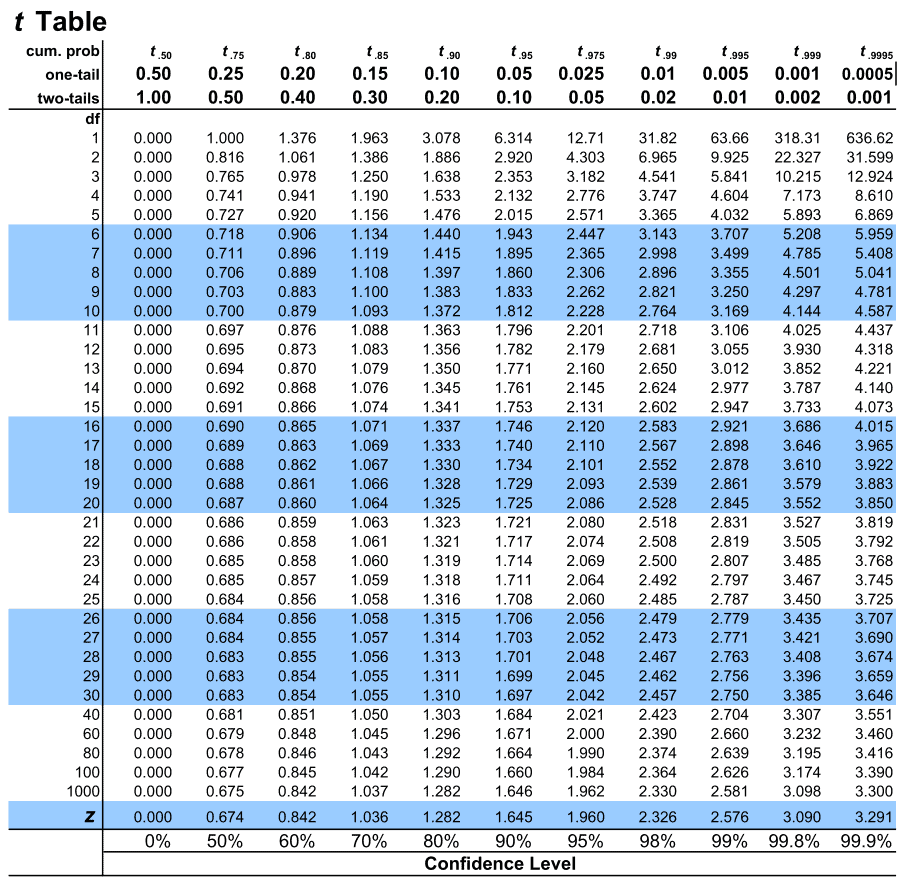 t Table
cum. prob t .50 t .75 t .80 t .85 t .90 t .95 t .975 t .99 t .995 t .999 t .9995
one-tail 0.50 0.25 0.20 0.15 0.10 0.05 0.025 0.01 0.005 0.001 0.0005
two-tails 1.00 0.50 0.40 0.30 0.20 0.10 0.05 0.02 0.01 0.002 0.001
df
1 0.000 1.000 1.376 1.963 3.078 6.314 12.71 31.82 63.66 318.31 636.62
2 0.000 0.816 1.061 1.386 1.886 2.920 4.303 6.965 9.925 22.327 31.599
3 0.000 0.765 0.978 1.250 1.638 2.353 3.182 4.541 5.841 10.215 12.924
4 0.000 0.741 0.941 1.190 1.533 2.132 2.776 3.747 4.604 7.173 8.610
5 0.000 0.727 0.920 1.156 1.476 2.015 2.571 3.365 4.032 5.893 6.869
6 0.000 0.718 0.906 1.134 1.440 1.943 2.447 3.143 3.707 5.208 5.959
7 0.000 0.711 0.896 1.119 1.415 1.895 2.365 2.998 3.499 4.785 5.408
8 0.000 0.706 0.889 1.108 1.397 1.860 2.306 2.896 3.355 4.501 5.041
9 0.000 0.703 0.883 1.100 1.383 1.833 2.262 2.821 3.250 4.297 4.781
10 0.000 0.700 0.879 1.093 1.372 1.812 2.228 2.764 3.169 4.144 4.587
11 0.000 0.697 0.876 1.088 1.363 1.796 2.201 2.718 3.106 4.025 4.437
12 0.000 0.695 0.873 1.083 1.356 1.782 2.179 2.681 3.055 3.930 4.318
13 0.000 0.694 0.870 1.079 1.350 1.771 2.160 2.650 3.012 3.852 4.221
14 0.000 0.692 0.868 1.076 1.345 1.761 2.145 2.624 2.977 3.787 4.140
15 0.000 0.691 0.866 1.074 1.341 1.753 2.131 2.602 2.947 3.733 4.073
16 0.000 0.690 0.865 1.071 1.337 1.746 2.120 2.583 2.921 3.686 4.015
17 0.000 0.689 0.863 1.069 1.333 1.740 2.110 2.567 2.898 3.646 3.965
18 0.000 0.688 0.862 1.067 1.330 1.734 2.101 2.552 2.878 3.610 3.922
19 0.000 0.688 0.861 1.066 1.328 1.729 2.093 2.539 2.861 3.579 3.883
20 0.000 0.687 0.860 1.064 1.325 1.725 2.086 2.528 2.845 3.552 3.850
21 0.000 0.686 0.859 1.063 1.323 1.721 2.080 2.518 2.831 3.527 3.819
22 0.000 0.686 0.858 1.061 1.321 1.717 2.074 2.508 2.819 3.505 3.792
23 0.000 0.685 0.858 1.060 1.319 1.714 2.069 2.500 2.807 3.485 3.768
24 0.000 0.685 0.857 1.059 1.318 1.711 2.064 2.492 2.797 3.467 3.745
25 0.000 0.684 0.856 1.058 1.316 1.708 2.060 2.485 2.787 3.450 3.725
26 0.000 0.684 0.856 1.058 1.315 1.706 2.056 2.479 2.779 3.435 3.707
27 0.000 0.684 0.855 1.057 1.314 1.703 2.052 2.473 2.771 3.421 3.690
28 0.000 0.683 0.855 1.056 1.313 1.701 2.048 2.467 2.763 3.408 3.674
29 0.000 0.683 0.854 1.055 1.311 1.699 2.045 2.462 2.756 3.396 3.659
30 0.000 0.683 0.854 1.055 1.310 1.697 2.042 2.457 2.750 3.385 3.646
40 0.000 0.681 0.851 1.050 1.303 1.684 2.021 2.423 2.704 3.307 3.551
60 0.000 0.679 0.848 1.045 1.296 1.671 2.000 2.390 2.660 3.232 3.460
80 0.000 0.678 0.846 1.043 1.292 1.664 1.990 2.374 2.639 3.195 3.416
100 0.000 0.677 0.845 1.042 1.290 1.660 1.984 2.364 2.626 3.174 3.390
1000 0.000 0.675 0.842 1.037 1.282 1.646 1.962 2.330 2.581 3.098 3.300
z 0.000 0.674 0.842 1.036 1.282 1.645 1.960 2.326 2.576 3.090 3.291
0% 50% 60% 70% 80% 90% 95% 98% 99% 99.8% 99.9%
Confidence Level